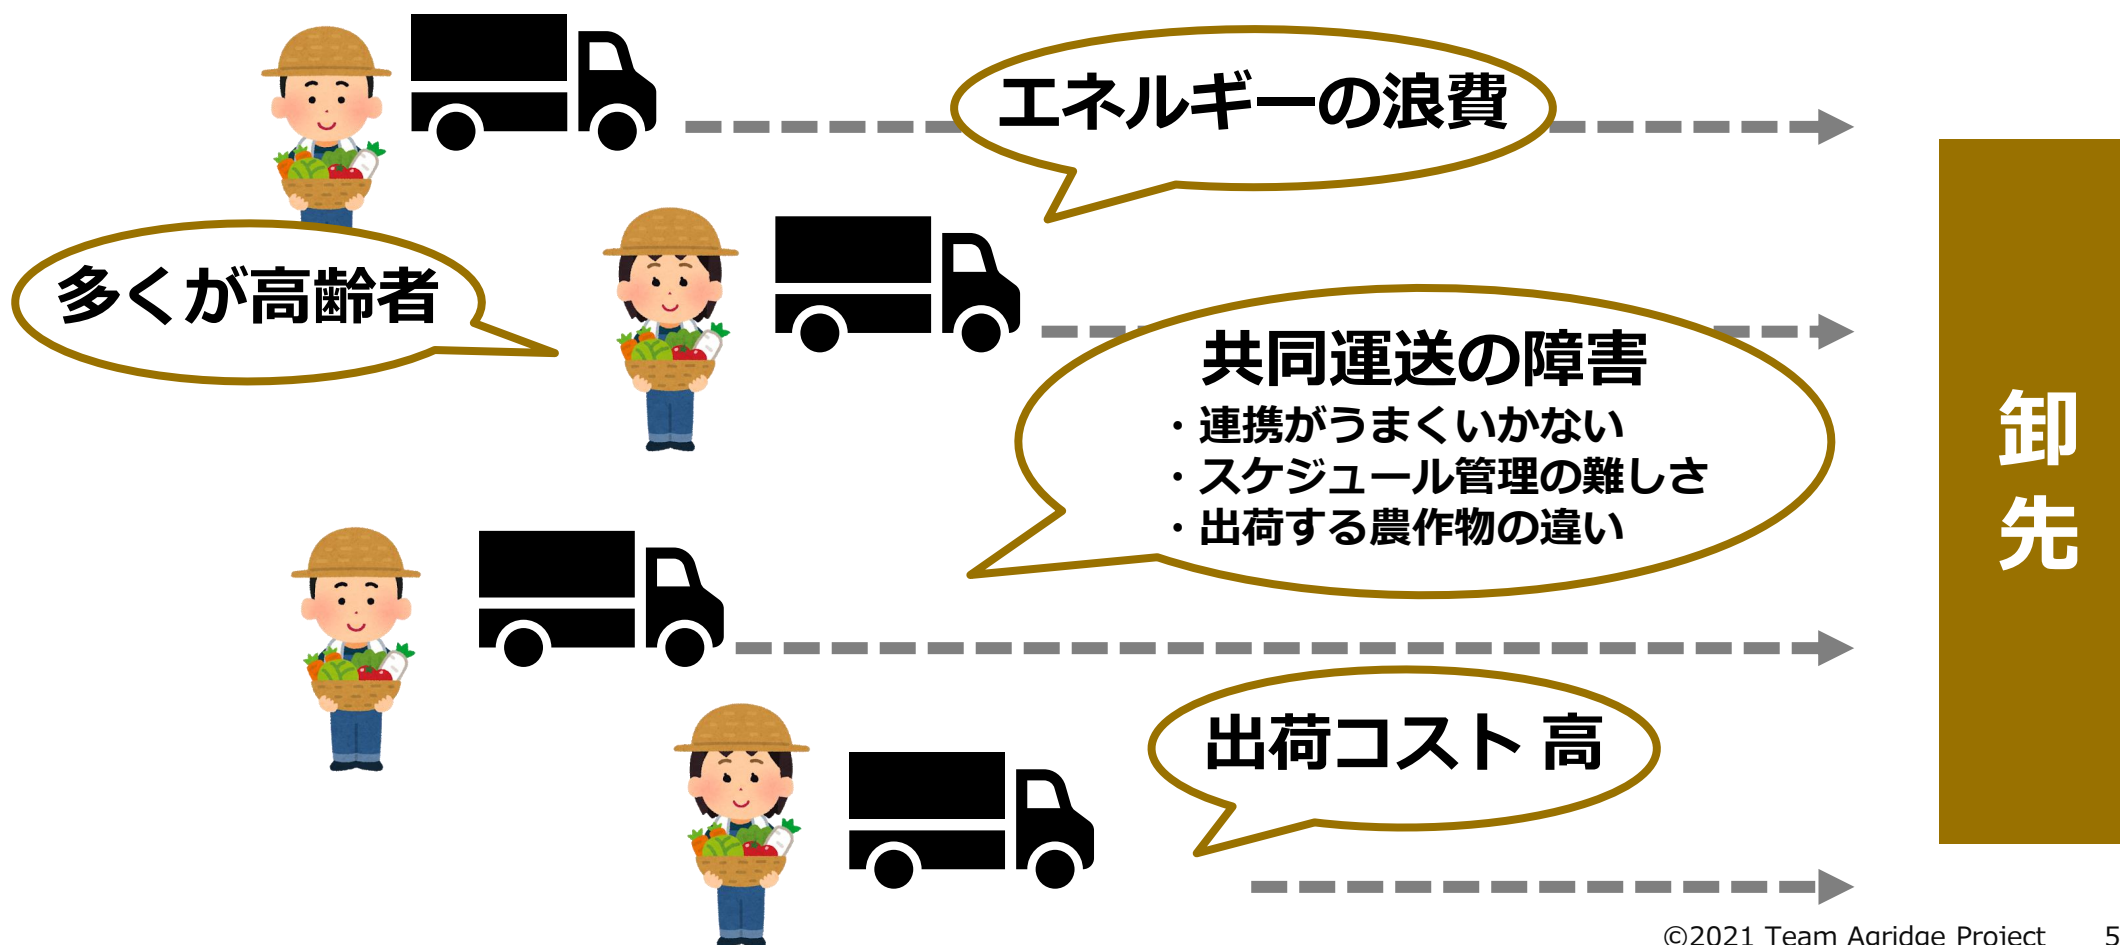 エネルギーの浪費
多くが高齢者
共同運送の障害
・連携がうまくいかない
・スケジュール管理の難しさ
・出荷する農作物の違い
出荷コスト 高
卸先
©2021 Team Agridge Project 5